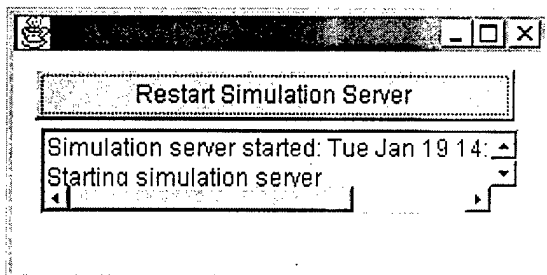 Restart Simulation Server
Simulation server started: Tue Jan 19 14:
Starting simulation server